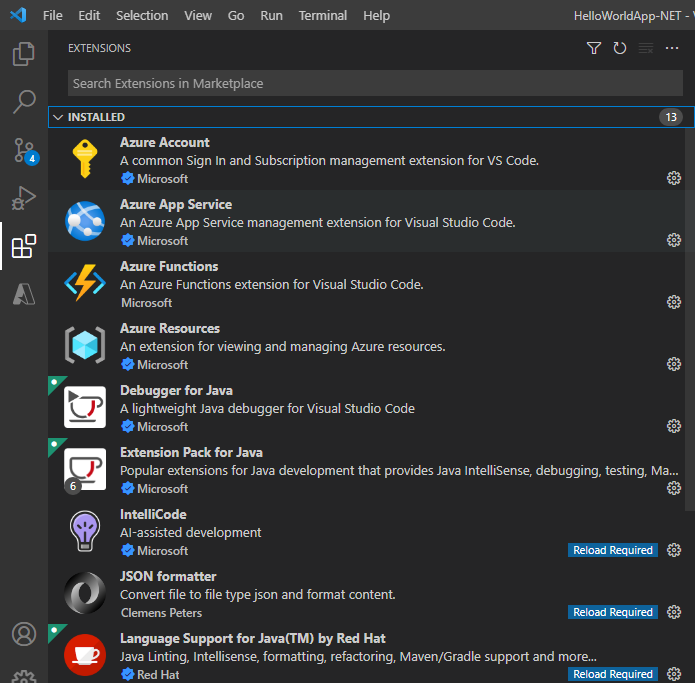 File Edit Selection View Go Run Terminal Help HelloWorldApp-NET -
EXTENSIONS
Search Extensions in Marketplace
INSTALLED 13
Azure Account
A common Sign In and Subscription management extension for VS Code.
Microsoft
4
Azure App Service
An Azure App Service management extension for Visual Studio Code.
Microsoft
Azure Functions
An Azure Functions extension for Visual Studio Code.
Microsoft
Azure Resources
An extension for viewing and managing Azure resources.
Microsoft
Debugger for Java
A lightweight Java debugger for Visual Studio Code
Microsoft
Extension Pack for Java
Popular extensions for Java development that provides Java IntelliSense, debugging, testing, Ma...
6 Microsoft
IntelliCode
AI-assisted development
Microsoft Reload Required
JSON formatter
Convert file to file type json and format content.
Clemens Peters Reload Required
Language Support for Java(TM) by Red Hat
Java Linting, Intellisense, formatting, refactoring, Maven/Gradle support and more...
Red Hat Reload Required